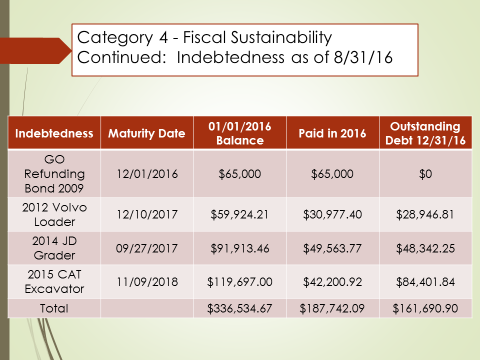 Category 4 - Fiscal Sustainability
Continued:  Indebtedness as of 8/31/16
Indebtedness Maturity Date 01/01/2016 Balance Paid in 2016 Outstanding Debt 12/31/16
GO Refunding Bond 2009 12/01/2016 $65,000 $65,000 $0
2012 Volvo Loader 12/10/2017 $59,924.21 $30,977.40 $28,946.81
2014 JD Grader 09/27/2017 $91,913.46 $49,563.77 $48,342.25
2015 CAT Excavator 11/09/2018 $119,697.00 $42,200.92 $84,401.84
Total $336,534.67 $187,742.09 $161,690.90